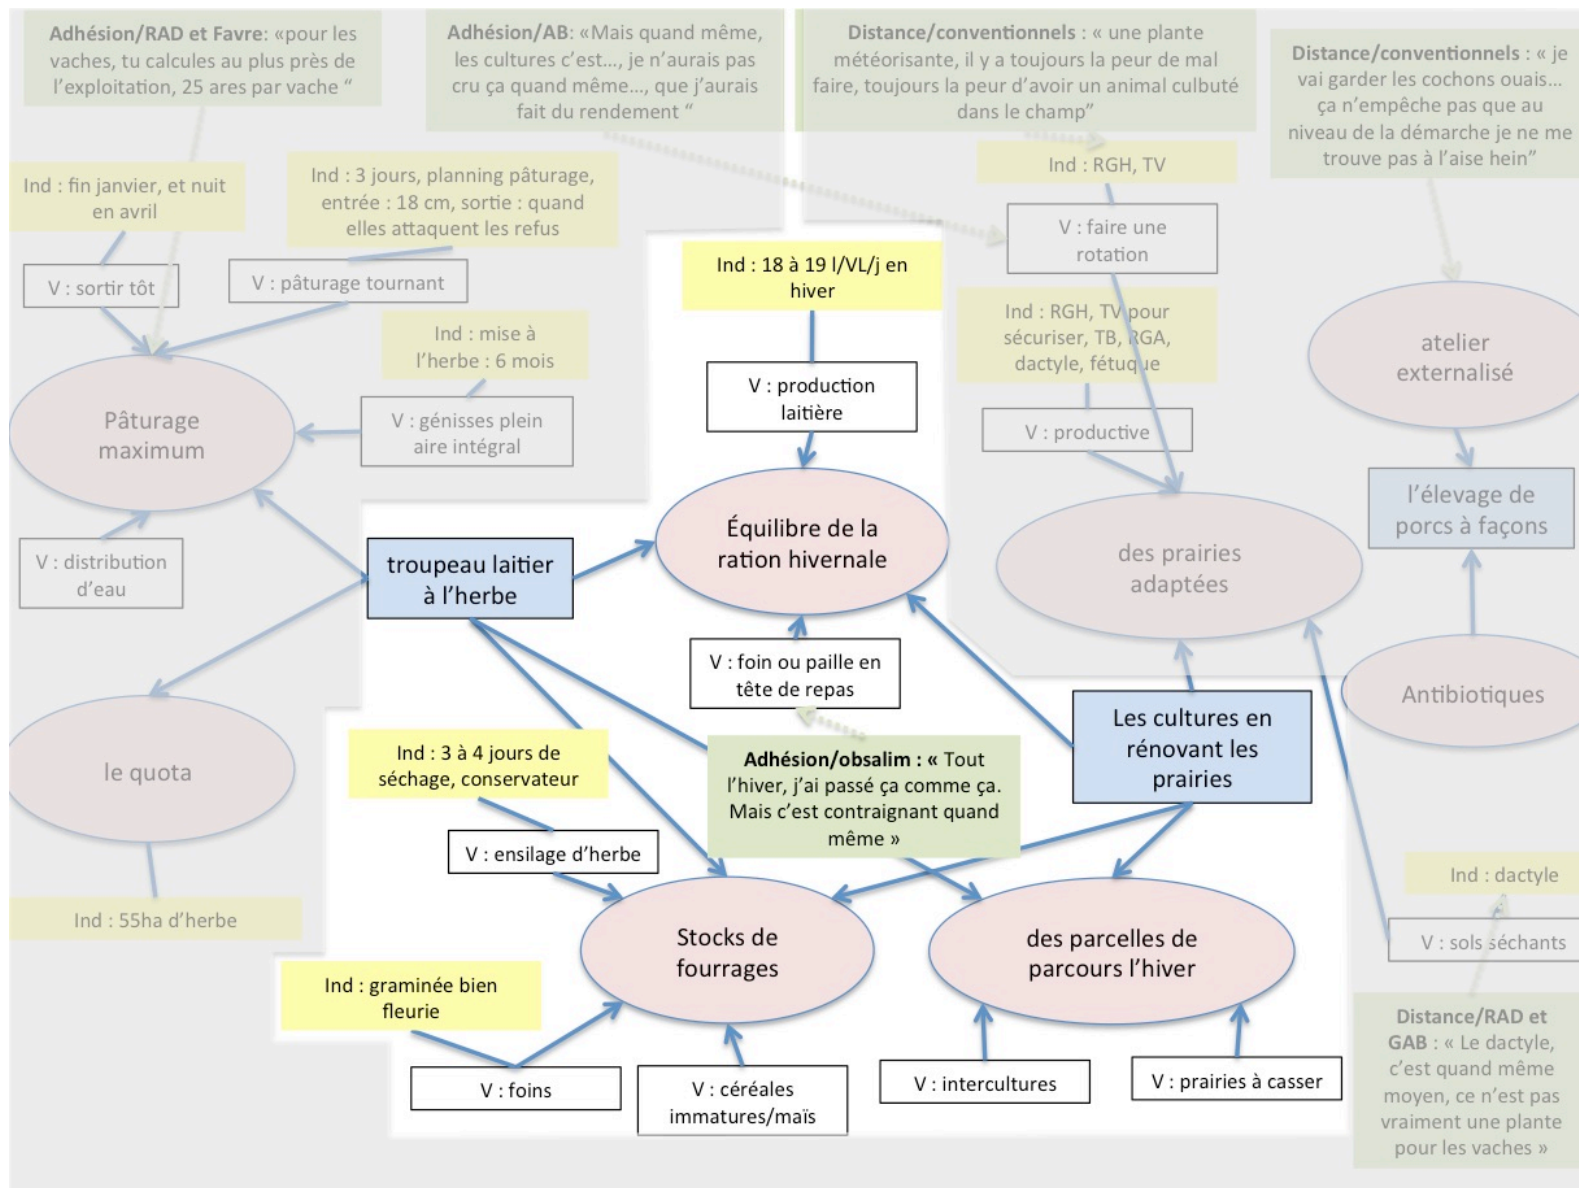 Adhésion/RAD et Favre: «pour les
vaches, tu calcules au plus près de
l'exploitation, 25 ares par vache "
Adhésion/AB: «Mais quand même,
les cultures c'est…, je n'aurais pas
cru ça quand même…, que j'aurais
fait du rendement "
Distance/conventionnels : « une plante
météorisante, il y a toujours la peur de mal
faire, toujours la peur d'avoir un animal culbuté
dans le champ"
Distance/conventionnels : « je
vai garder les cochons ouais…
ça n'empêche pas que au
niveau de la démarche je ne me
trouve pas à l'aise hein"
Ind : fin janvier, et nuit
en avril
Ind : 3 jours, planning pâturage,
entrée : 18 cm, sortie : quand
elles attaquent les refus
Ind : RGH, TV
V : faire une
rotation
V : sortir tôt
V : pâturage tournant
Ind : 18 à 19 l/VL/j en
hiver
Ind : RGH, TV pour
sécuriser, TB, RGA,
dactyle, fétuque
Ind : mise à
l'herbe : 6 mois
atelier
externalisé
V : production
laitière
Pâturage
maximum
V : génisses plein
aire intégral
V : productive
l'élevage de
porcs à façons
Équilibre de la
ration hivernale
V : distribution
d'eau
troupeau laitier
à l'herbe
des prairies
adaptées
V : foin ou paille en
tête de repas
Antibiotiques
Les cultures en
rénovant les
prairies
le quota
Ind : 3 à 4 jours de
séchage, conservateur
Adhésion/obsalim : « Tout
l'hiver, j'ai passé ça comme ça.
Mais c'est contraignant quand
même »
V : ensilage d'herbe
Ind : dactyle
Ind : 55ha d'herbe
Stocks de
fourrages
des parcelles de
parcours l'hiver
V : sols séchants
Ind : graminée bien
fleurie
Distance/RAD et
GAB : « Le dactyle,
c'est quand même
moyen, ce n'est pas
vraiment une plante
pour les vaches »
V : foins
V : céréales
immatures/maïs
V : intercultures
V : prairies à casser